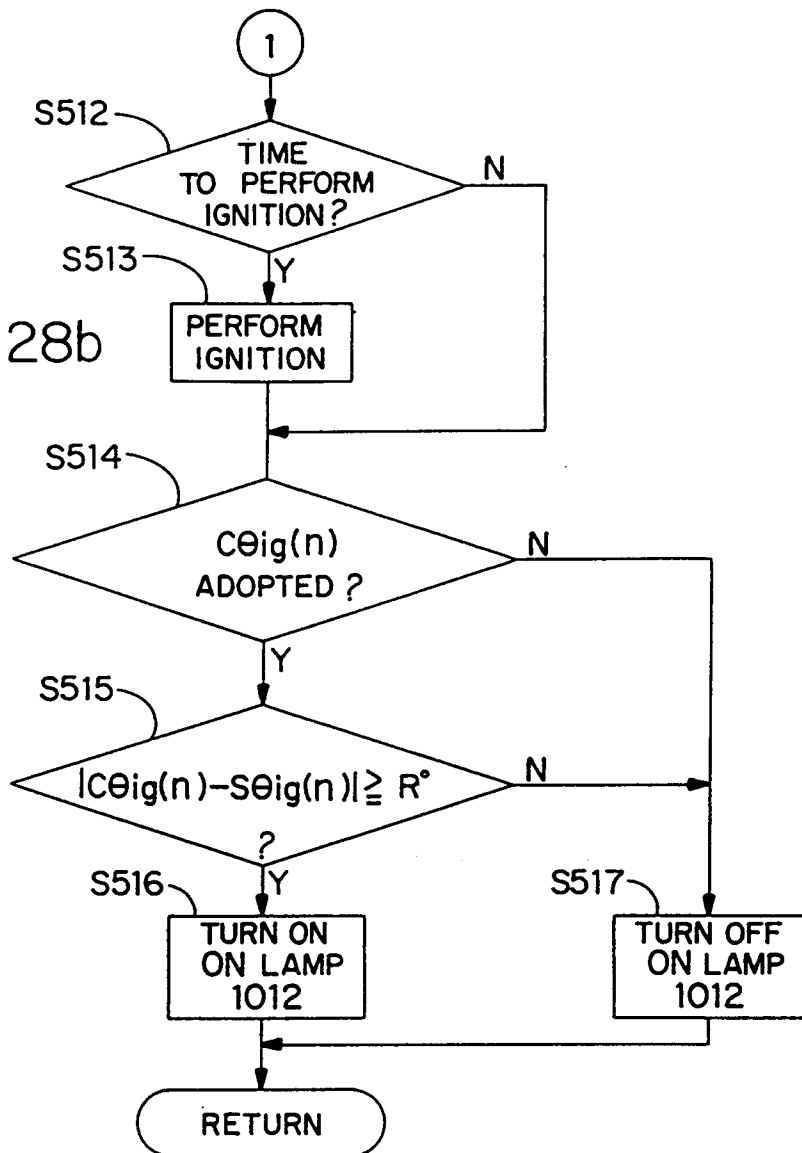 1
S512
TIME
TO PERFORM
IGNITION?
N
Y
S513
PERFORM
IGNITION
28b
S514
CΘig(n)
ADOPTED ?
N
Y
S515
|CΘig(n)−SΘig(n)| ≧ R°
?
N
Y
S516
TURN ON
ON LAMP
1012
S517
TURN OFF
ON LAMP
1012
RETURN